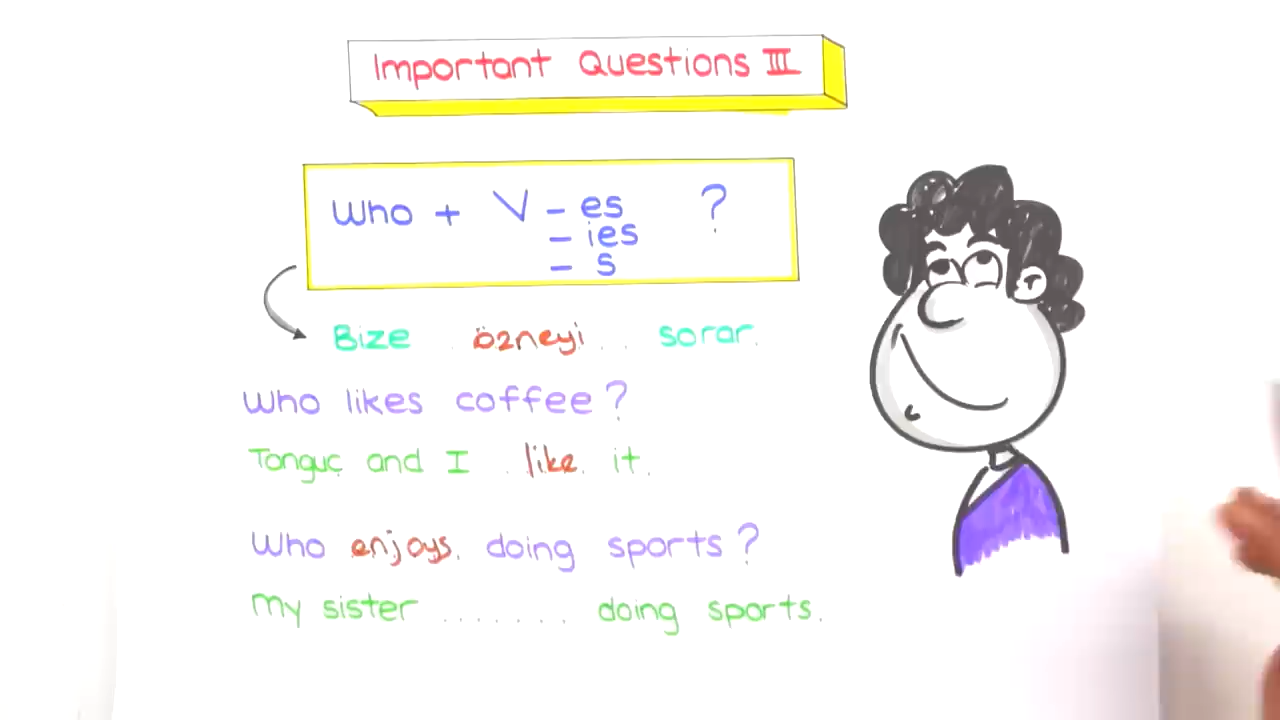 Important Questions III
Who + V - es ?
- ies
- s
Bize özneyi sorar.
Who likes coffee?
Tonguç and I like it.
Who enjoys doing sports?
My sister ....... doing sports.